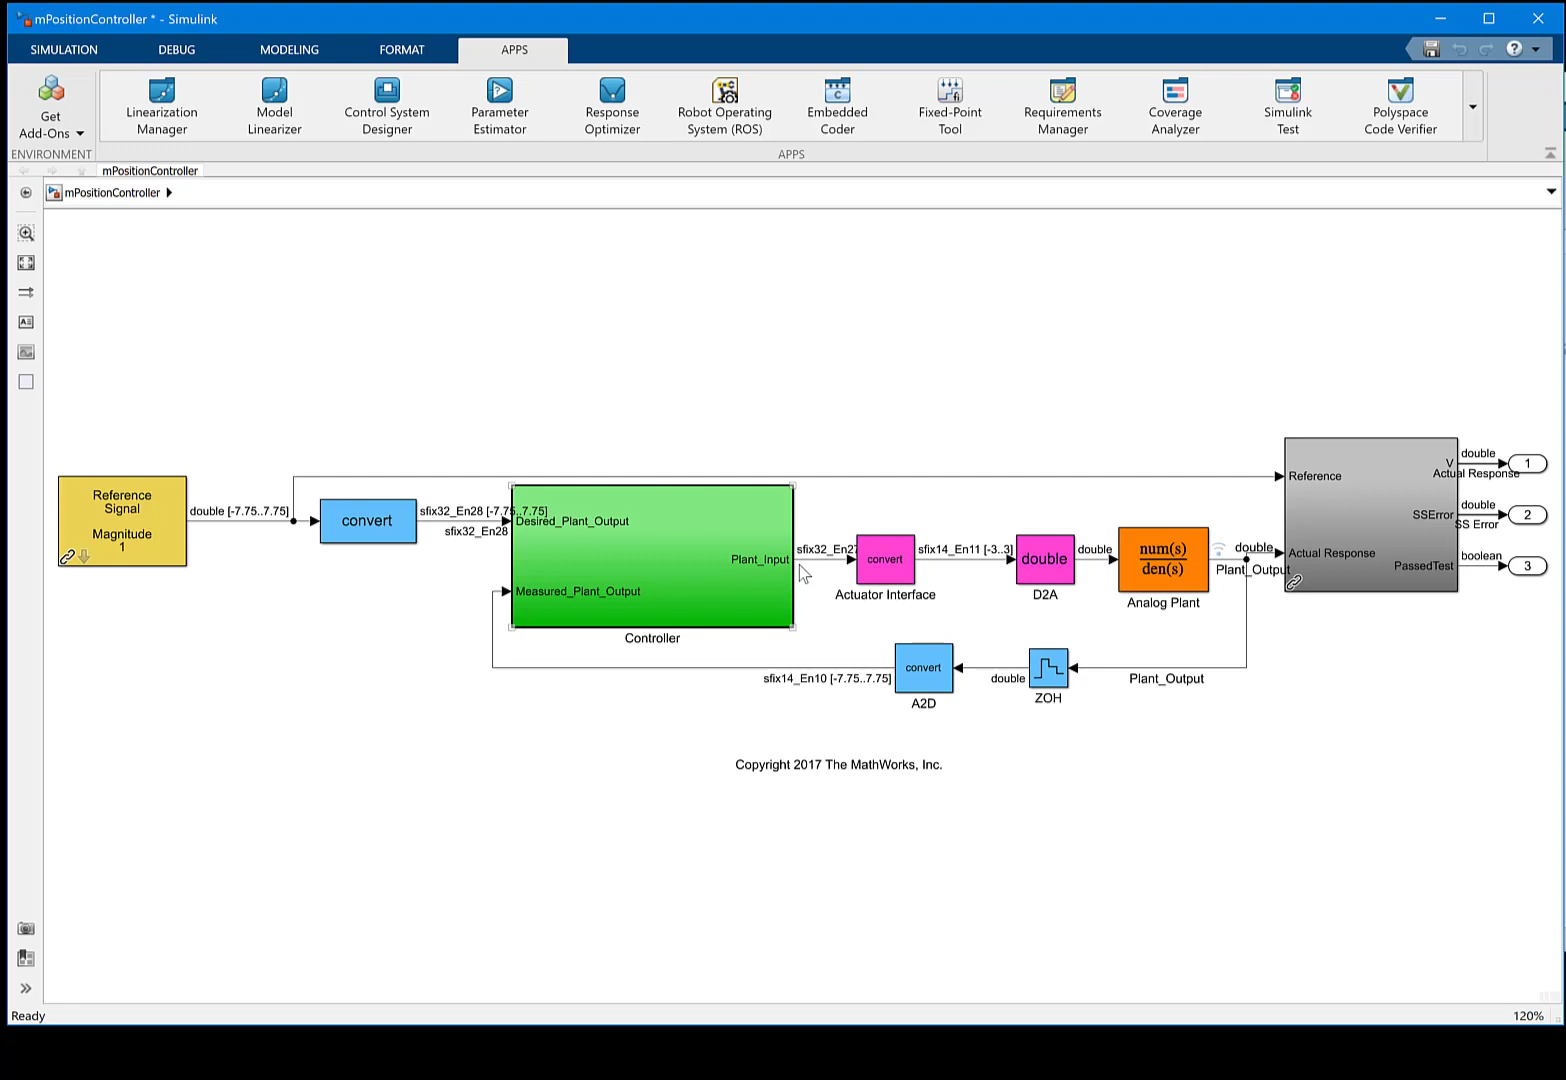 mPositionController * - Simulink
SIMULATION
DEBUG
MODELING
FORMAT
APPS
Get
Add-Ons
Linearization
Manager
Model
Linearizer
Control System
Designer
Parameter
Estimator
Response
Optimizer
Robot Operating
System (ROS)
Embedded
Coder
Fixed-Point
Tool
Requirements
Manager
Coverage
Analyzer
Simulink
Test
Polyspace
Code Verifier
ENVIRONMENT
APPS
mPositionController
mPositionController
Reference
Signal
Magnitude
1
double [-7.75..7.75]
convert
sfix32_En28 [-7.75..7.75]
sfix32_En28
Desired_Plant_Output
Plant_Input
Measured_Plant_Output
Controller
sfix32_En27
convert
Actuator Interface
sfix14_En11 [-3..3]
double
D2A
double
num(s)
den(s)
Analog Plant
double
Plant_Output
Reference
Actual Response
V
SSError
PassedTest
double
Actual Response
1
double
SS Error
2
boolean
3
sfix14_En10 [-7.75..7.75]
convert
A2D
double
ZOH
Plant_Output
Copyright 2017 The MathWorks, Inc.
Ready
120%